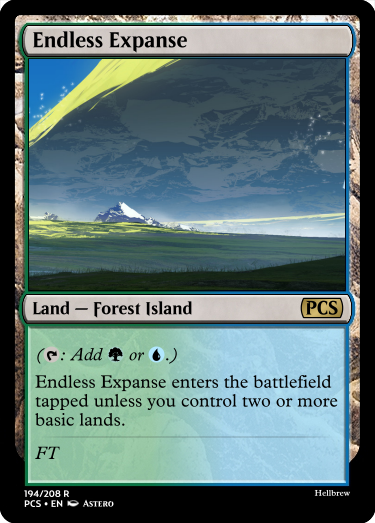 Endless Expanse
Land — Forest Island
PCS
(: Add or .)
Endless Expanse enters the battlefield
tapped unless you control two or more
basic lands.
FT
194/208 R
PCS • EN ASTERO
Hellbrew